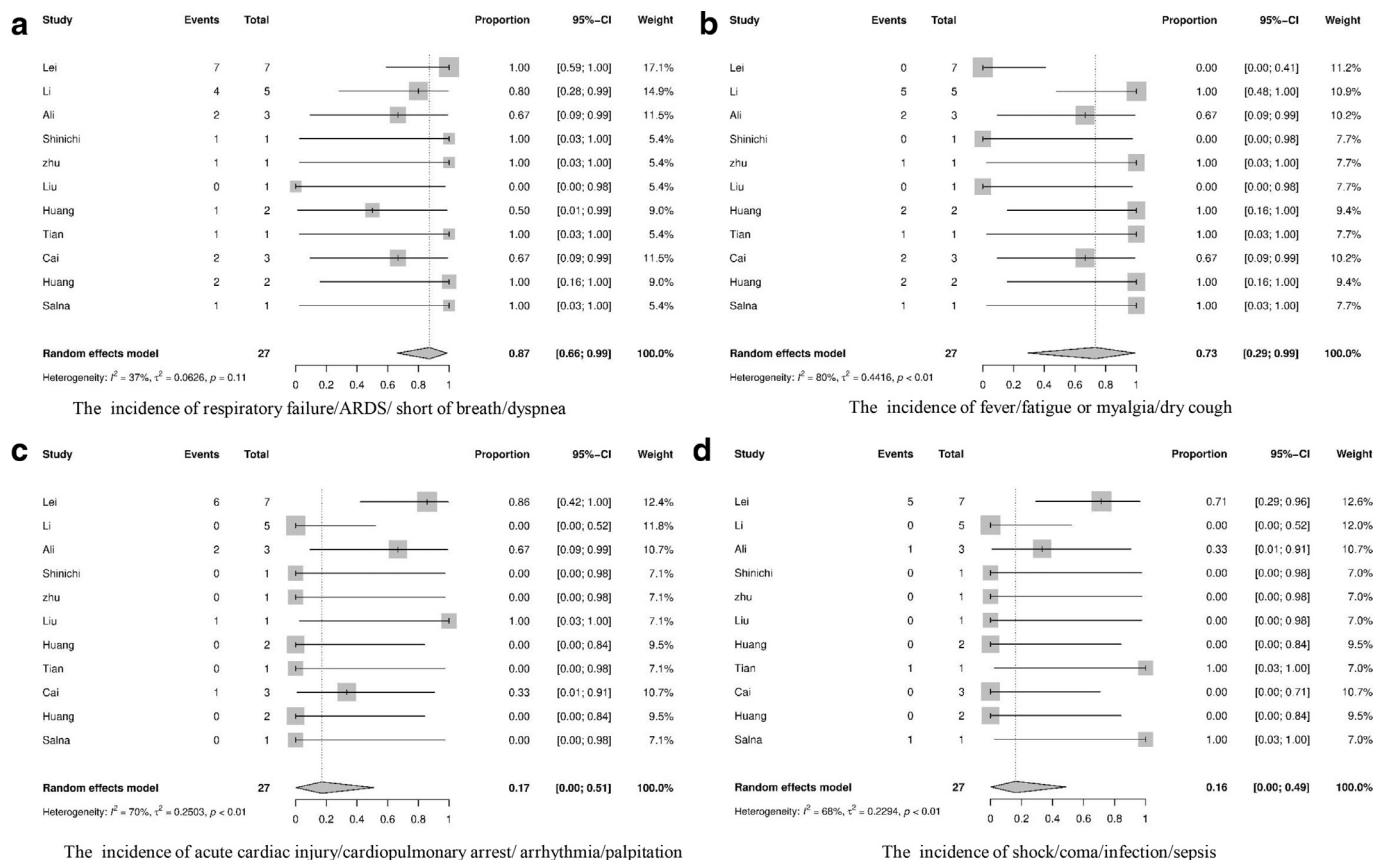 a
Study Events Total Proportion 95%−CI Weight
Lei 7 7 1.00 [0.59; 1.00] 17.1%
Li 4 5 0.80 [0.28; 0.99] 14.9%
Ali 2 3 0.67 [0.09; 0.99] 11.5%
Shinichi 1 1 1.00 [0.03; 1.00] 5.4%
zhu 1 1 1.00 [0.03; 1.00] 5.4%
Liu 0 1 0.00 [0.00; 0.98] 5.4%
Huang 1 2 0.50 [0.01; 0.99] 9.0%
Tian 1 1 1.00 [0.03; 1.00] 5.4%
Cai 2 3 0.67 [0.09; 0.99] 11.5%
Huang 2 2 1.00 [0.16; 1.00] 9.0%
Salna 1 1 1.00 [0.03; 1.00] 5.4%
Random effects model 27 0.87 [0.66; 0.99] 100.0%
Heterogeneity: I² = 37%, τ² = 0.0626, p = 0.11
0 0.2 0.4 0.6 0.8 1
The incidence of respiratory failure/ARDS/ short of breath/dyspnea
b
Study Events Total Proportion 95%−CI Weight
Lei 0 7 0.00 [0.00; 0.41] 11.2%
Li 5 5 1.00 [0.48; 1.00] 10.9%
Ali 2 3 0.67 [0.09; 0.99] 10.2%
Shinichi 0 1 0.00 [0.00; 0.98] 7.7%
zhu 1 1 1.00 [0.03; 1.00] 7.7%
Liu 0 1 0.00 [0.00; 0.98] 7.7%
Huang 2 2 1.00 [0.16; 1.00] 9.4%
Tian 1 1 1.00 [0.03; 1.00] 7.7%
Cai 2 3 0.67 [0.09; 0.99] 10.2%
Huang 2 2 1.00 [0.16; 1.00] 9.4%
Salna 1 1 1.00 [0.03; 1.00] 7.7%
Random effects model 27 0.73 [0.29; 0.99] 100.0%
Heterogeneity: I² = 80%, τ² = 0.4416, p < 0.01
0 0.2 0.4 0.6 0.8 1
The incidence of fever/fatigue or myalgia/dry cough
c
Study Events Total Proportion 95%−CI Weight
Lei 6 7 0.86 [0.42; 1.00] 12.4%
Li 0 5 0.00 [0.00; 0.52] 11.8%
Ali 2 3 0.67 [0.09; 0.99] 10.7%
Shinichi 0 1 0.00 [0.00; 0.98] 7.1%
zhu 0 1 0.00 [0.00; 0.98] 7.1%
Liu 1 1 1.00 [0.03; 1.00] 7.1%
Huang 0 2 0.00 [0.00; 0.84] 9.5%
Tian 0 1 0.00 [0.00; 0.98] 7.1%
Cai 1 3 0.33 [0.01; 0.91] 10.7%
Huang 0 2 0.00 [0.00; 0.84] 9.5%
Salna 0 1 0.00 [0.00; 0.98] 7.1%
Random effects model 27 0.17 [0.00; 0.51] 100.0%
Heterogeneity: I² = 70%, τ² = 0.2503, p < 0.01
0 0.2 0.4 0.6 0.8 1
The incidence of acute cardiac injury/cardiopulmonary arrest/ arrhythmia/palpitation
d
Study Events Total Proportion 95%−CI Weight
Lei 5 7 0.71 [0.29; 0.96] 12.6%
Li 0 5 0.00 [0.00; 0.52] 12.0%
Ali 1 3 0.33 [0.01; 0.91] 10.7%
Shinichi 0 1 0.00 [0.00; 0.98] 7.0%
zhu 0 1 0.00 [0.00; 0.98] 7.0%
Liu 0 1 0.00 [0.00; 0.98] 7.0%
Huang 0 2 0.00 [0.00; 0.84] 9.5%
Tian 1 1 1.00 [0.03; 1.00] 7.0%
Cai 0 3 0.00 [0.00; 0.71] 10.7%
Huang 0 2 0.00 [0.00; 0.84] 9.5%
Salna 1 1 1.00 [0.03; 1.00] 7.0%
Random effects model 27 0.16 [0.00; 0.49] 100.0%
Heterogeneity: I² = 68%, τ² = 0.2294, p < 0.01
0 0.2 0.4 0.6 0.8 1
The incidence of shock/coma/infection/sepsis